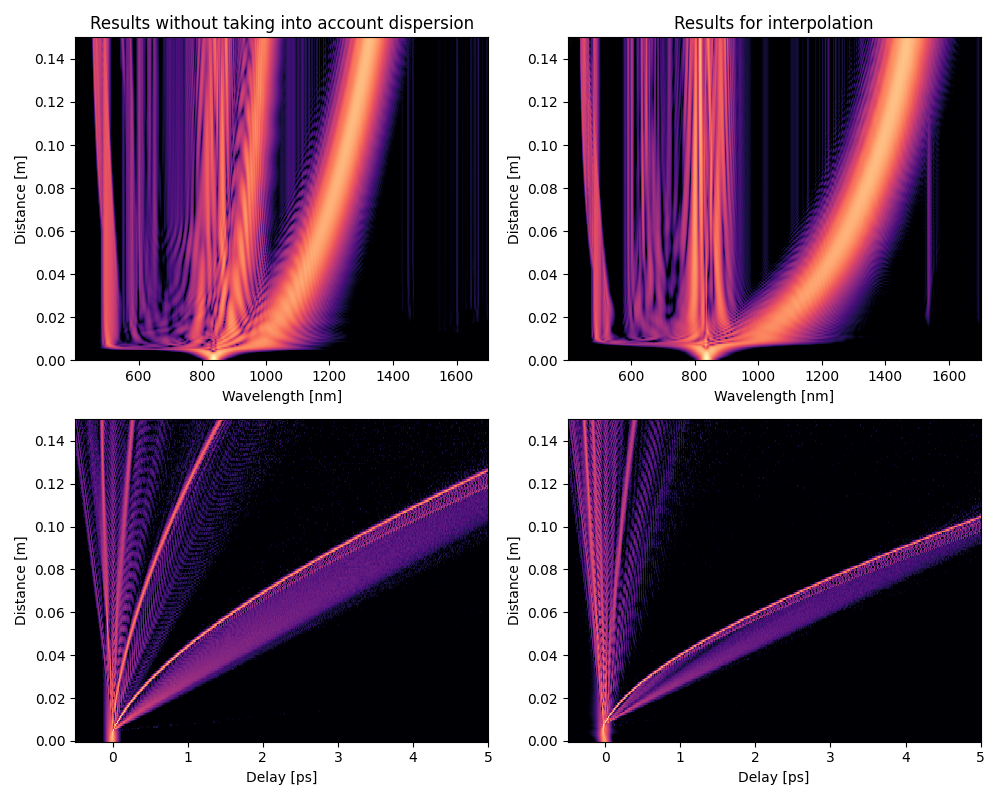 Results without taking into account dispersion
Results for interpolation
0.14
0.12
0.10
0.08
0.06
0.04
0.02
0.00
Distance [m]
600 800 1000 1200 1400 1600
Wavelength [nm]
0.14
0.12
0.10
0.08
0.06
0.04
0.02
0.00
Distance [m]
600 800 1000 1200 1400 1600
Wavelength [nm]
0.14
0.12
0.10
0.08
0.06
0.04
0.02
0.00
Distance [m]
0 1 2 3 4 5
Delay [ps]
0.14
0.12
0.10
0.08
0.06
0.04
0.02
0.00
Distance [m]
0 1 2 3 4 5
Delay [ps]